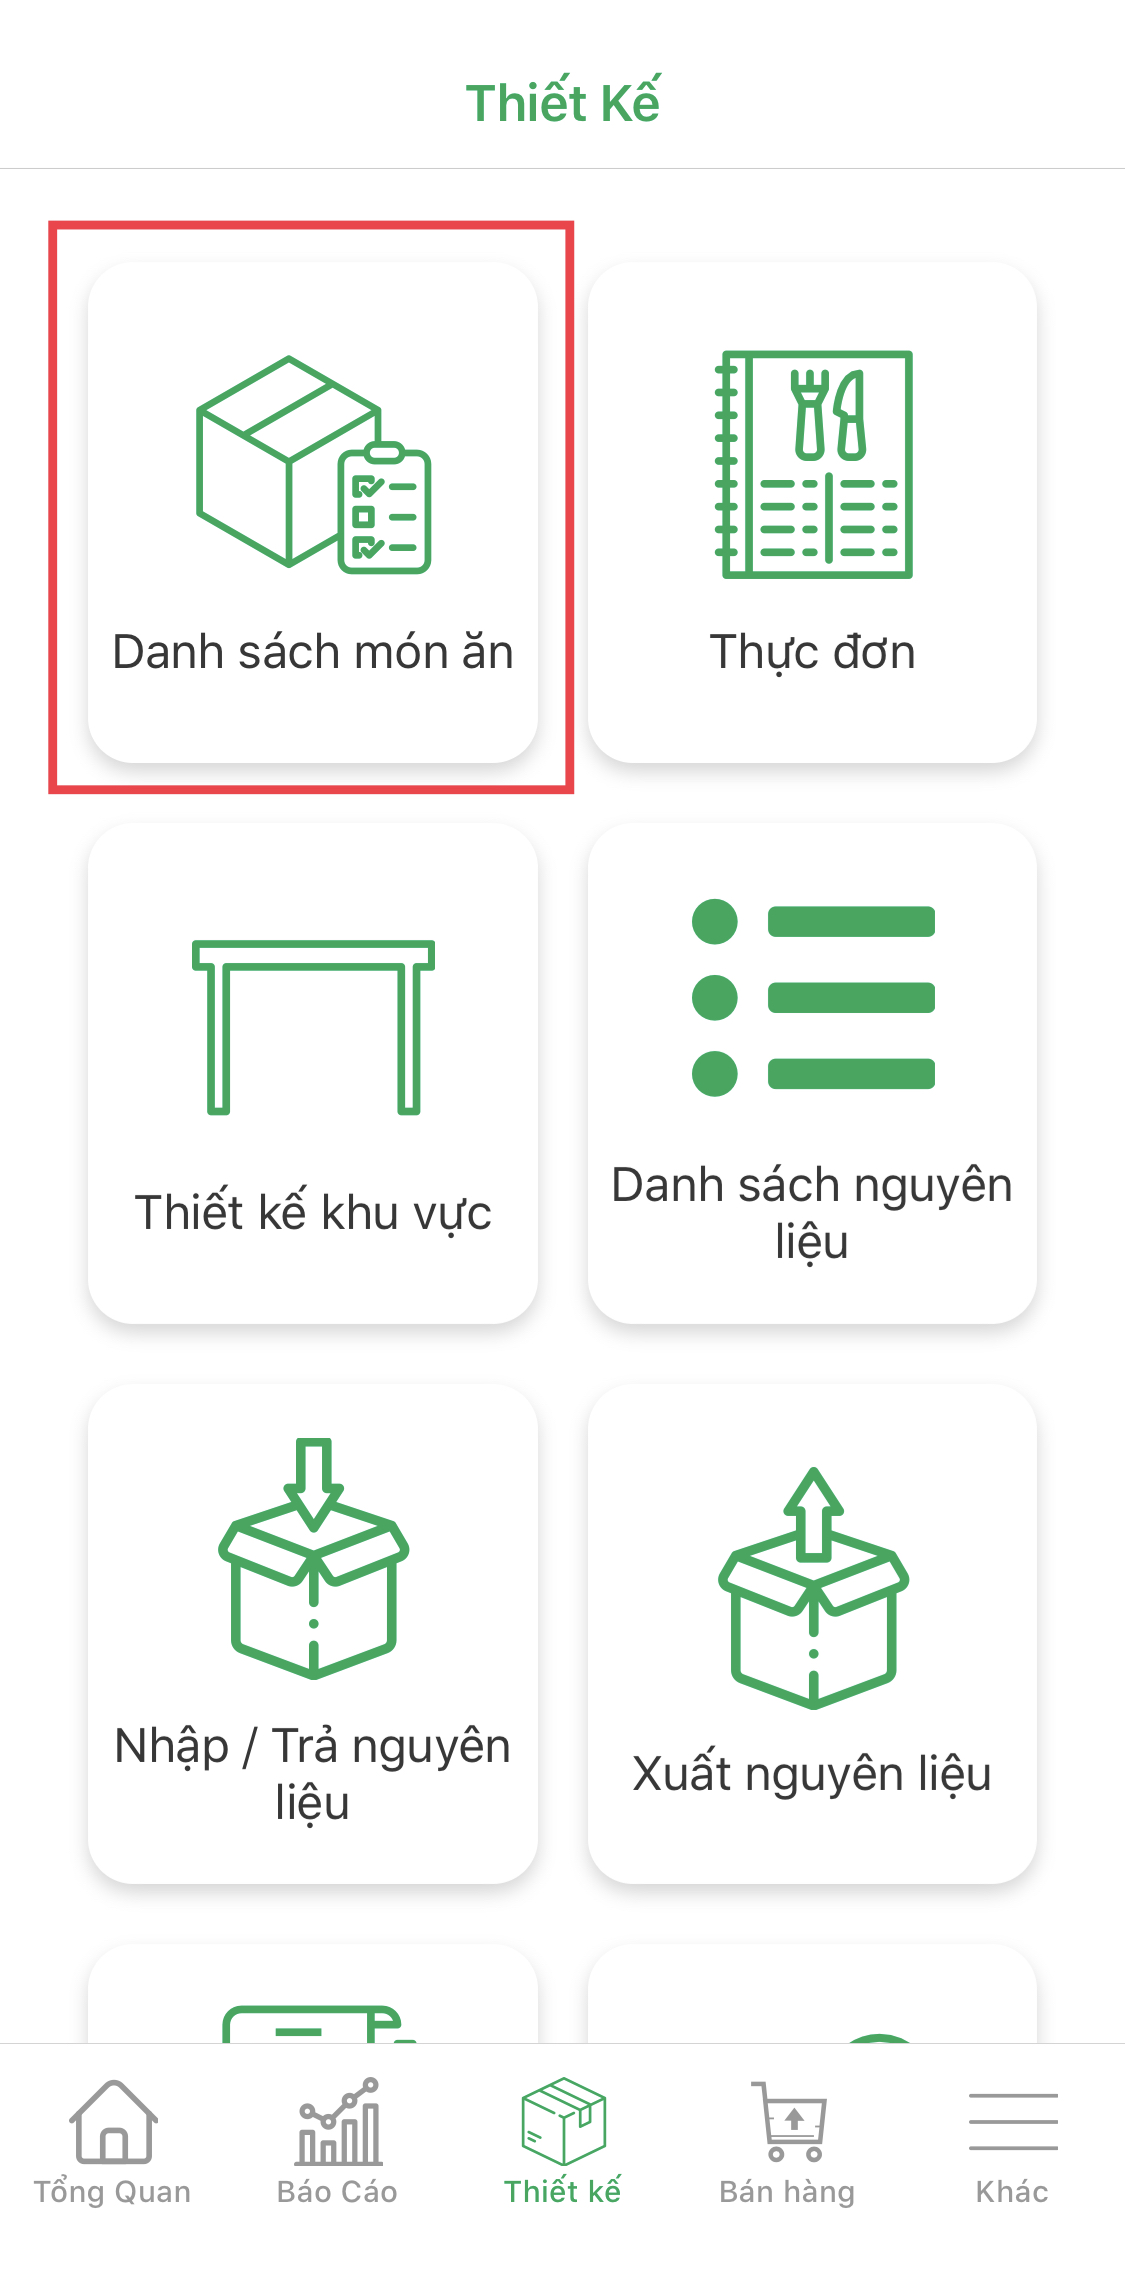 Thiết Kế
Danh sách món ăn
Thực đơn
Thiết kế khu vực
Danh sách nguyên
liệu
Nhập / Trả nguyên
liệu
Xuất nguyên liệu
Tổng Quan
Báo Cáo
Thiết kế
Bán hàng
Khác